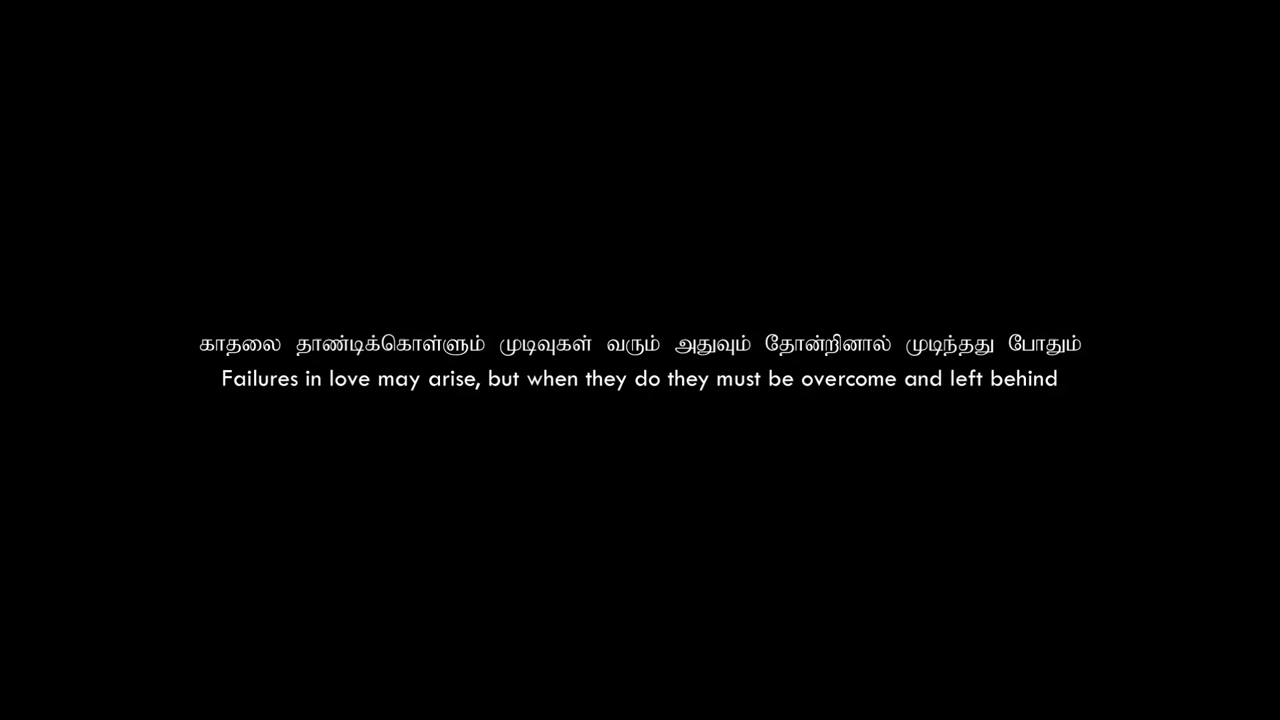 காதலை தாண்டிக்கொள்ளும் முடிவுகள் வரும் அதுவும் தோன்றினால் முடிந்தது போதும்
Failures in love may arise, but when they do they must be overcome and left behind